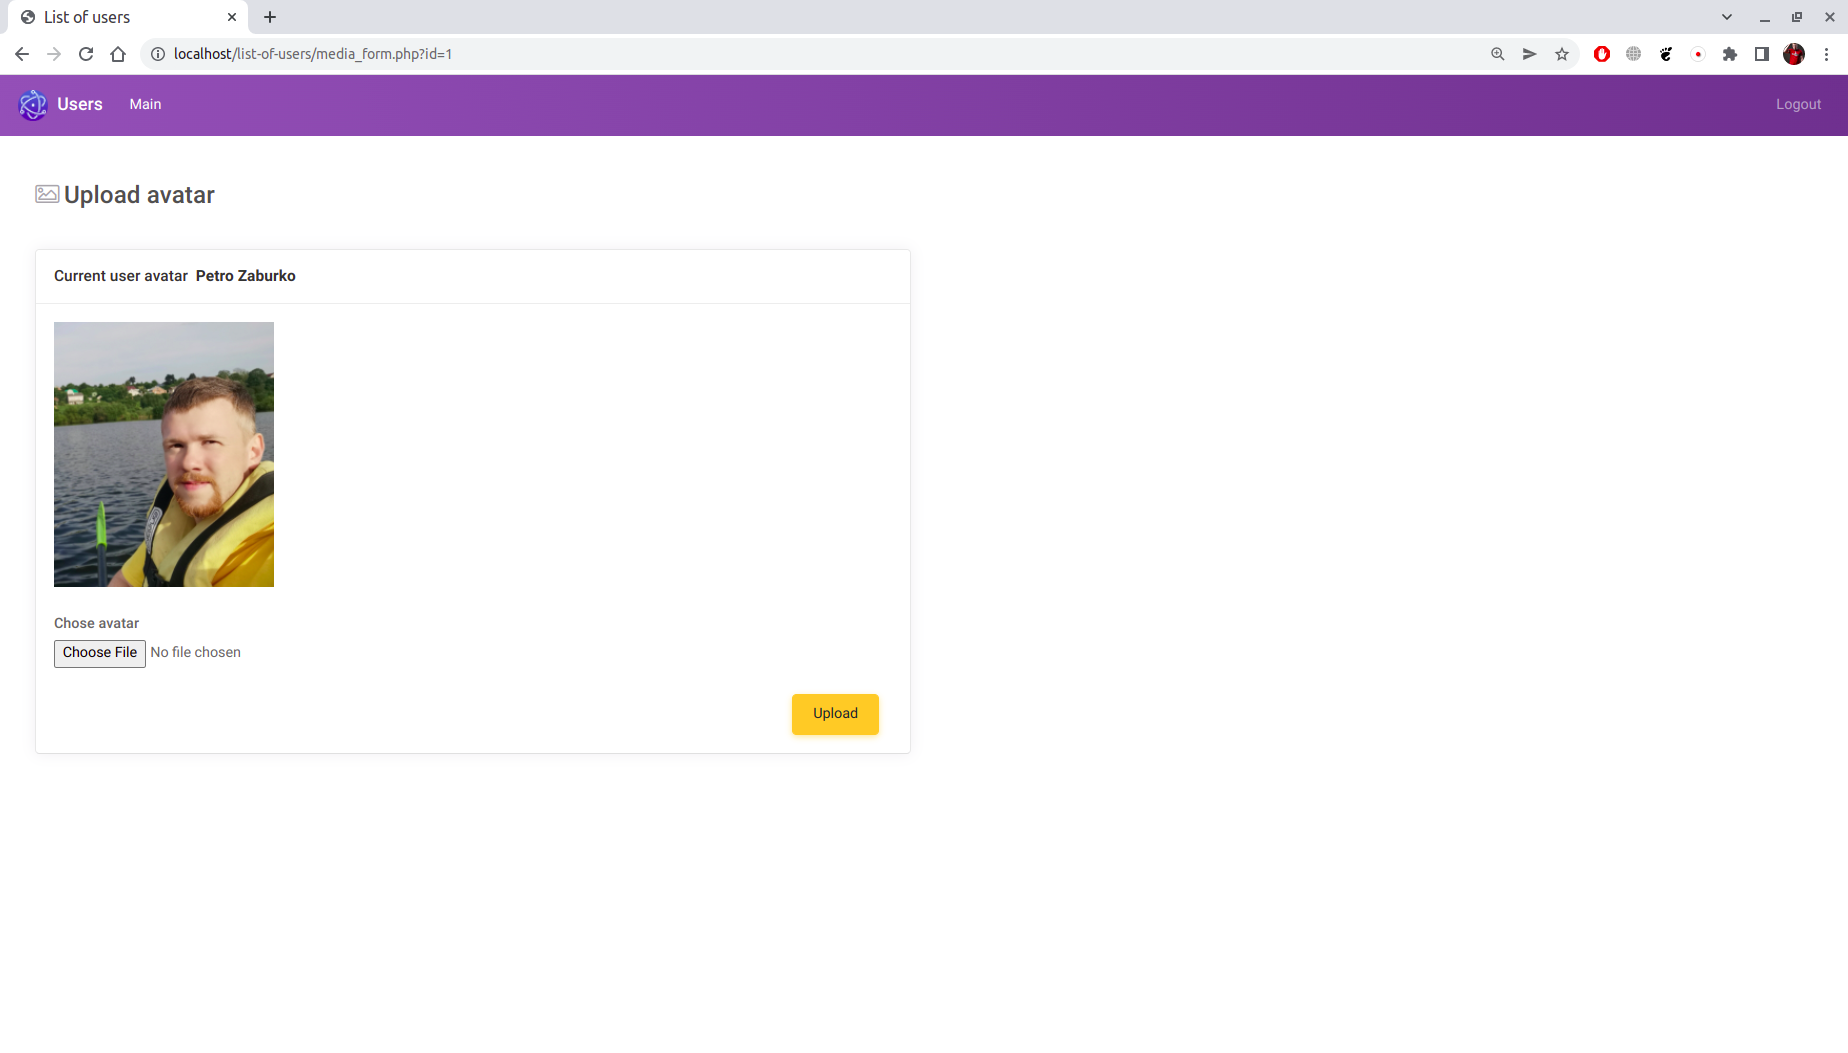 List of users
localhost/list-of-users/media_form.php?id=1
Users Main Logout
Upload avatar
Current user avatar Petro Zaburko
Chose avatar
Choose File No file chosen
Upload